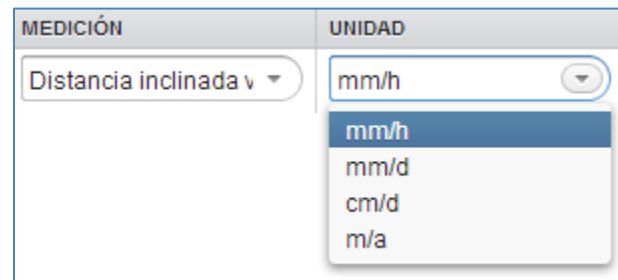 MEDICIÓN UNIDAD
Distancia inclinada v mm/h
mm/h
mm/d
cm/d
m/a